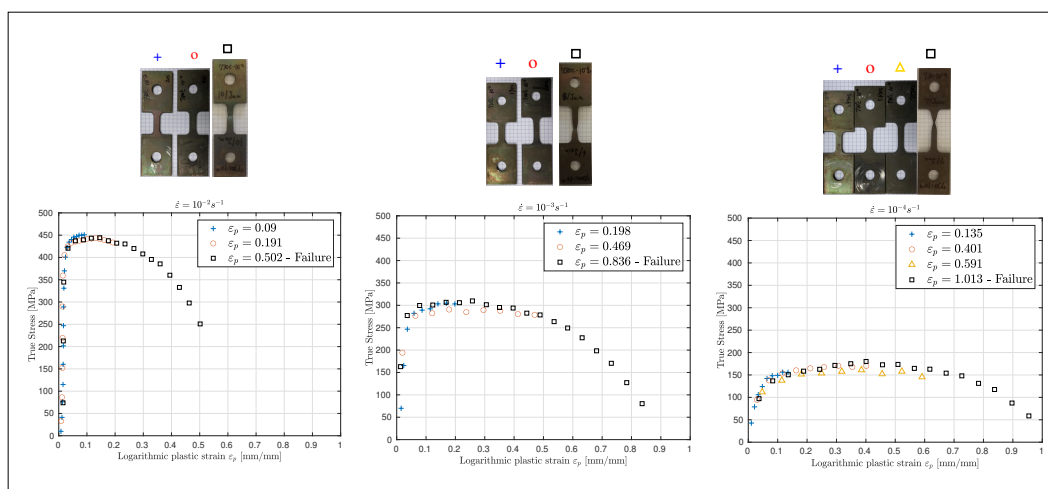 + o □
+ o □
+ o △ □
ε̇ = 10⁻²s⁻¹
500
450
400
350
300
250
200
150
100
50
0
True Stress [MPa]
+ εₚ = 0.09
○ εₚ = 0.191
□ εₚ = 0.502 - Failure
0 0.1 0.2 0.3 0.4 0.5 0.6 0.7 0.8 0.9 1
Logarithmic plastic strain εₚ [mm/mm]
ε̇ = 10⁻³s⁻¹
500
450
400
350
300
250
200
150
100
50
0
True Stress [MPa]
+ εₚ = 0.198
○ εₚ = 0.469
□ εₚ = 0.836 - Failure
0 0.1 0.2 0.3 0.4 0.5 0.6 0.7 0.8 0.9 1
Logarithmic plastic strain εₚ [mm/mm]
ε̇ = 10⁻⁴s⁻¹
500
450
400
350
300
250
200
150
100
50
0
True Stress [MPa]
+ εₚ = 0.135
○ εₚ = 0.401
△ εₚ = 0.591
□ εₚ = 1.013 - Failure
0 0.1 0.2 0.3 0.4 0.5 0.6 0.7 0.8 0.9 1
Logarithmic plastic strain εₚ [mm/mm]